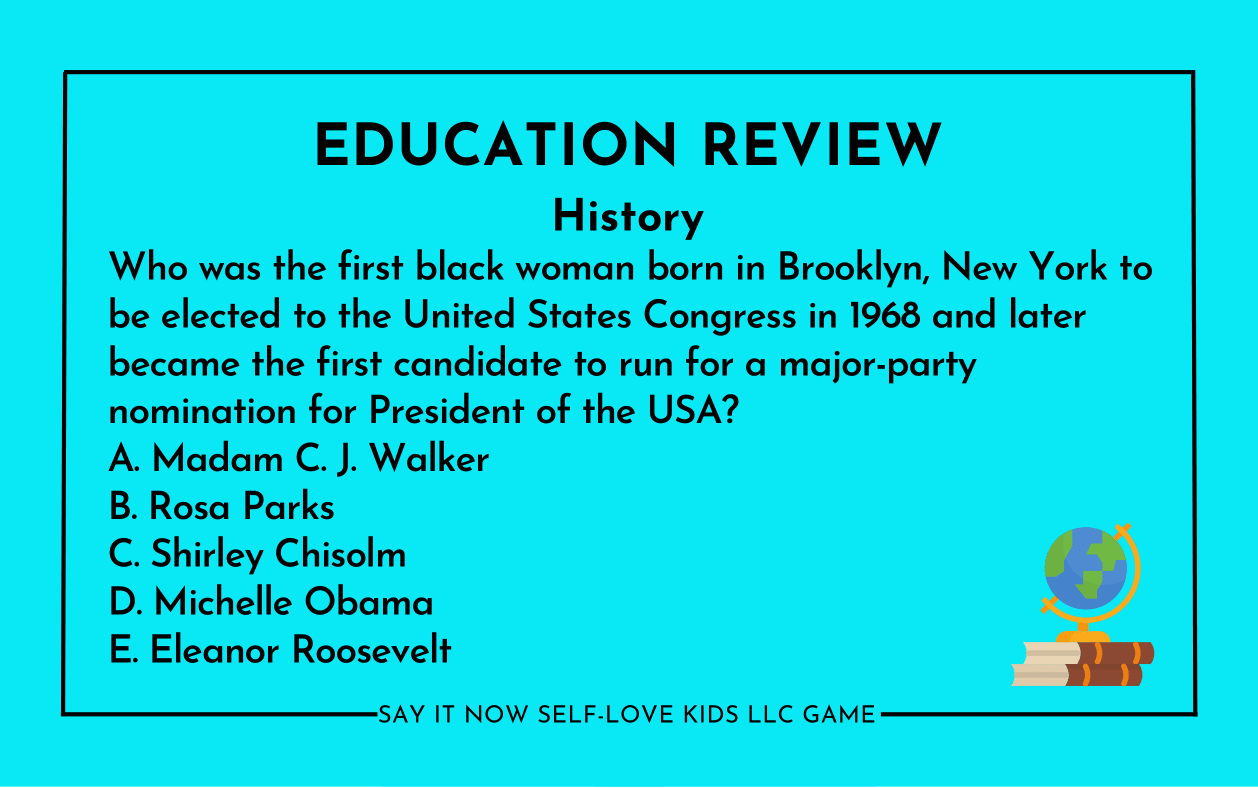 EDUCATION REVIEW
History
Who was the first black woman born in Brooklyn, New York to
be elected to the United States Congress in 1968 and later
became the first candidate to run for a major-party
nomination for President of the USA?
A. Madam C. J. Walker
B. Rosa Parks
C. Shirley Chisolm
D. Michelle Obama
E. Eleanor Roosevelt
SAY IT NOW SELF-LOVE KIDS LLC GAME